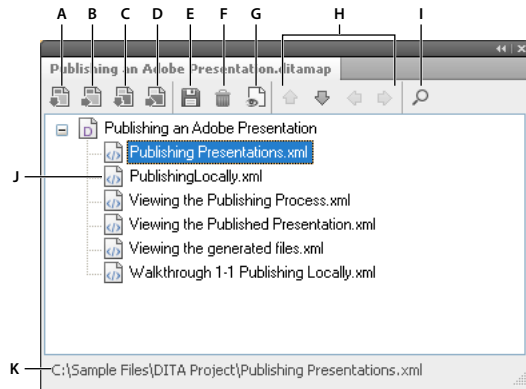 A B C D E F G H I
Publishing an Adobe Presentation.ditamap
Publishing an Adobe Presentation
Publishing Presentations.xml
J PublishingLocally.xml
Viewing the Publishing Process.xml
Viewing the Published Presentation.xml
Viewing the generated files.xml
Walkthrough 1-1 Publishing Locally.xml
K C:\Sample Files\DITA Project\Publishing Presentations.xml